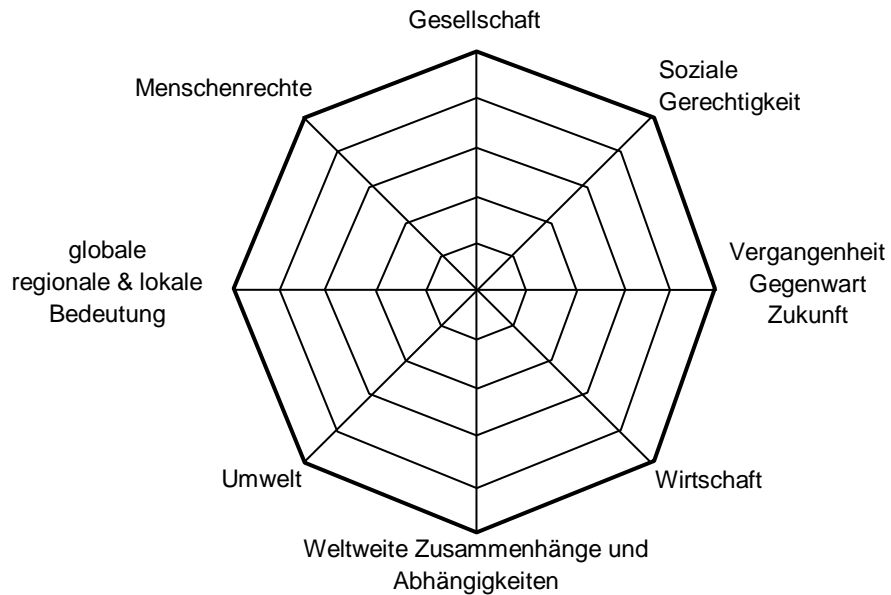 Gesellschaft
Menschenrechte
Soziale
Gerechtigkeit
globale
regionale & lokale
Bedeutung
Vergangenheit
Gegenwart
Zukunft
Umwelt
Wirtschaft
Weltweite Zusammenhänge und
Abhängigkeiten